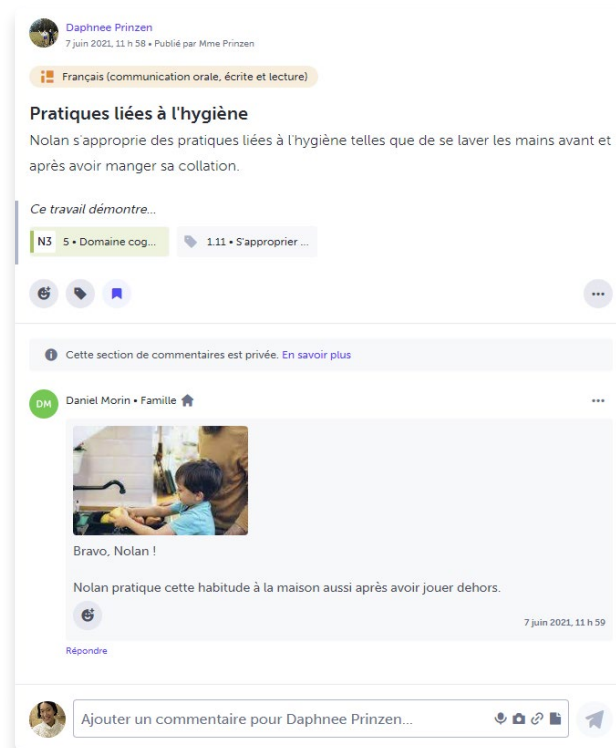 Daphnee Prinzen
7 juin 2021, 11 h 58 • Publié par Mme Prinzen
Français (communication orale, écrite et lecture)
Pratiques liées à l'hygiène
Nolan s'approprie des pratiques liées à l'hygiène telles que de se laver les mains avant et
après avoir manger sa collation.
Ce travail démontre...
N3 5 • Domaine cog... 1.11 • S'approprier ...
Cette section de commentaires est privée. En savoir plus
DM Daniel Morin • Famille
Bravo, Nolan !
Nolan pratique cette habitude à la maison aussi après avoir jouer dehors.
7 juin 2021, 11 h 59
Répondre
Ajouter un commentaire pour Daphnee Prinzen...